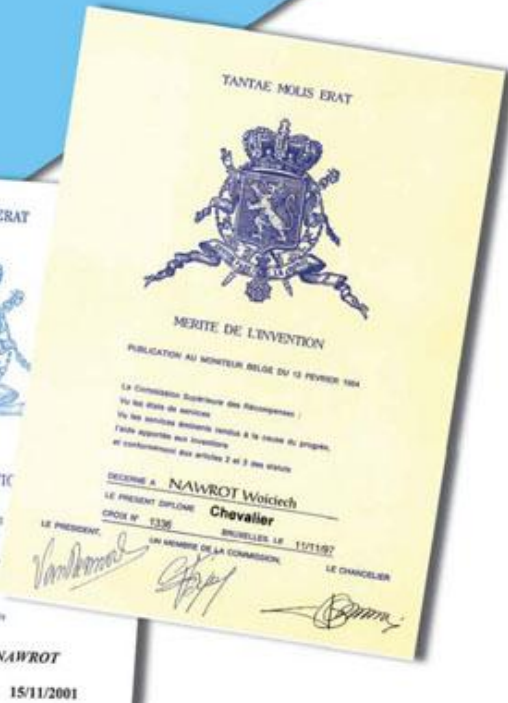 TANTAE MOLIS ERAT
MERITE DE L'INVENTION
PUBLICATION AU MONITEUR BELGE DU 13 FEVRIER 1964
La Commission Supérieure des Récompenses :
Vu les états de services
Vu les services éminents rendus à la cause du progrès,
l'aide apportée aux inventions
et conformément aux articles 2 et 3 des statuts
DECERNE A NAWROT Woiciech
LE PRESENT DIPLOME Chevalier
CROIX N° 1336 BRUXELLES, LE 11/11/97
LE PRESIDENT, UN MEMBRE DE LA COMMISSION, LE CHANCELIER
ERAT
NAWROT
15/11/2001